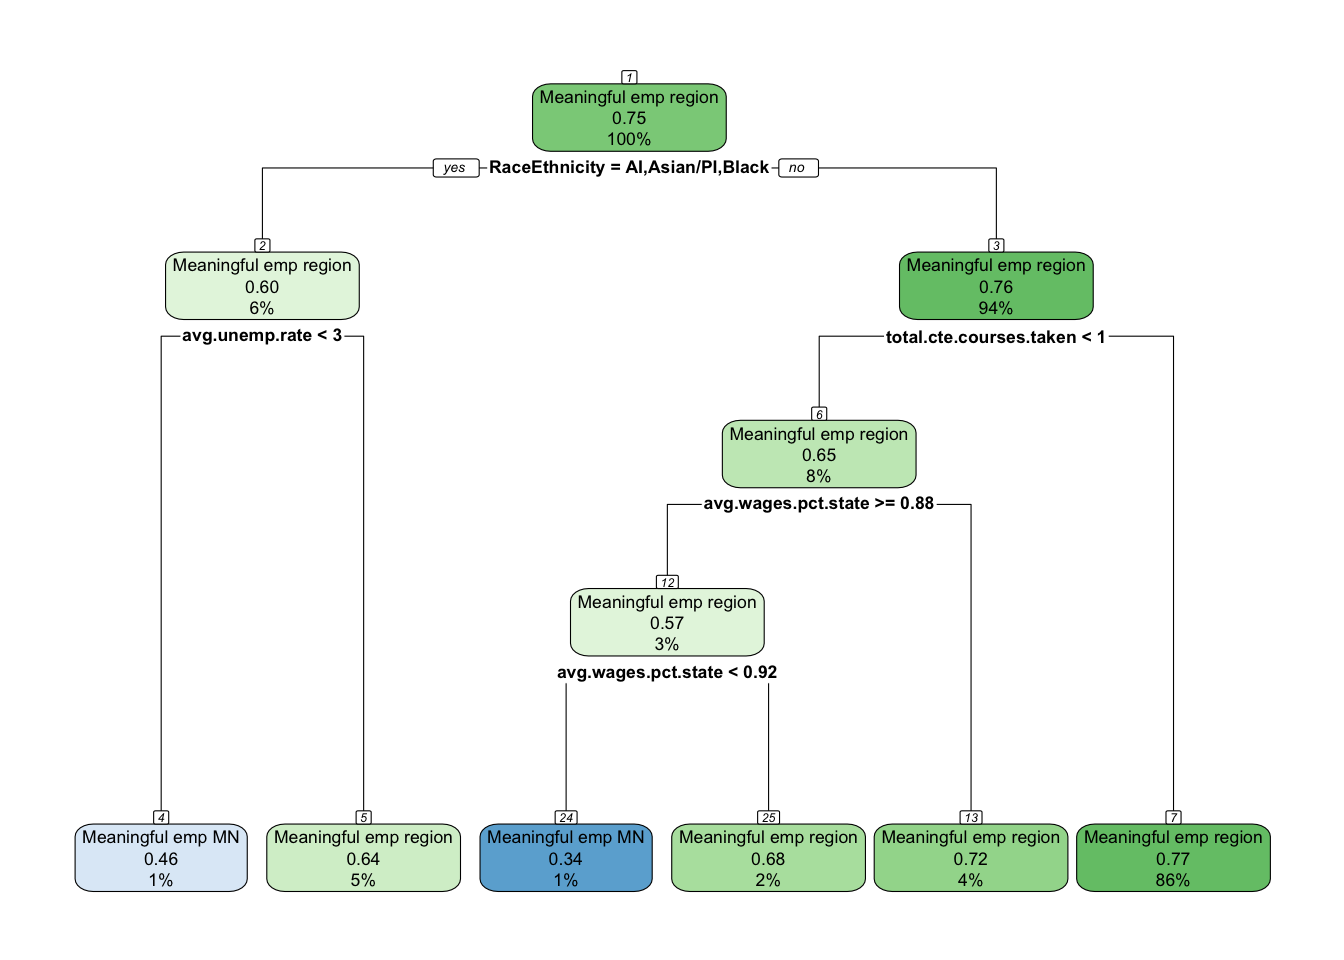 1
Meaningful emp region
0.75
100%
yes RaceEthnicity = AI,Asian/PI,Black no
2
Meaningful emp region
0.60
6%
avg.unemp.rate < 3
3
Meaningful emp region
0.76
94%
total.cte.courses.taken < 1
6
Meaningful emp region
0.65
8%
avg.wages.pct.state >= 0.88
12
Meaningful emp region
0.57
3%
avg.wages.pct.state < 0.92
4
Meaningful emp MN
0.46
1%
5
Meaningful emp region
0.64
5%
24
Meaningful emp MN
0.34
1%
25
Meaningful emp region
0.68
2%
13
Meaningful emp region
0.72
4%
7
Meaningful emp region
0.77
86%